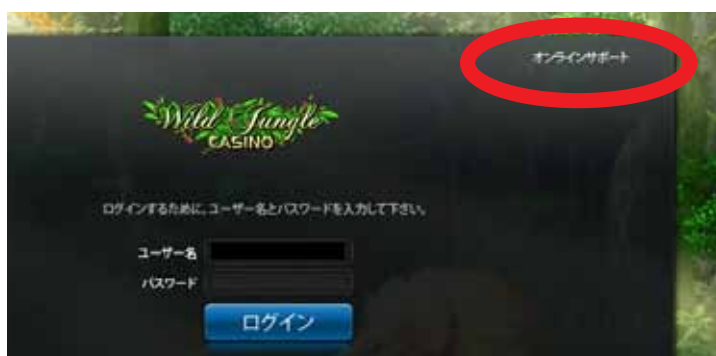 オンラインサポート
Wild Jungle
CASINO
ログインするために、ユーザー名とパスワードを入力して下さい。
ユーザー名
パスワード
ログイン